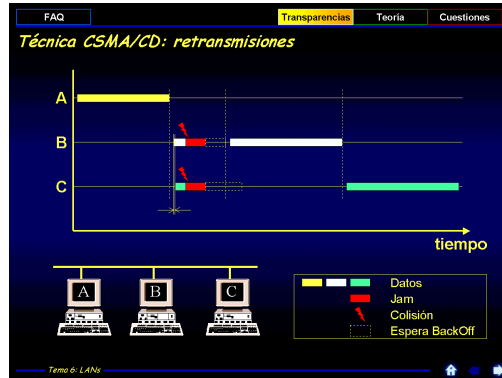 FAQ
Transparencias
Teoría
Cuestiones
Técnica CSMA/CD: retransmisiones
A
B
C
tiempo
A
B
C
Datos
Jam
Colisión
Espera BackOff
Tema 6: LANs